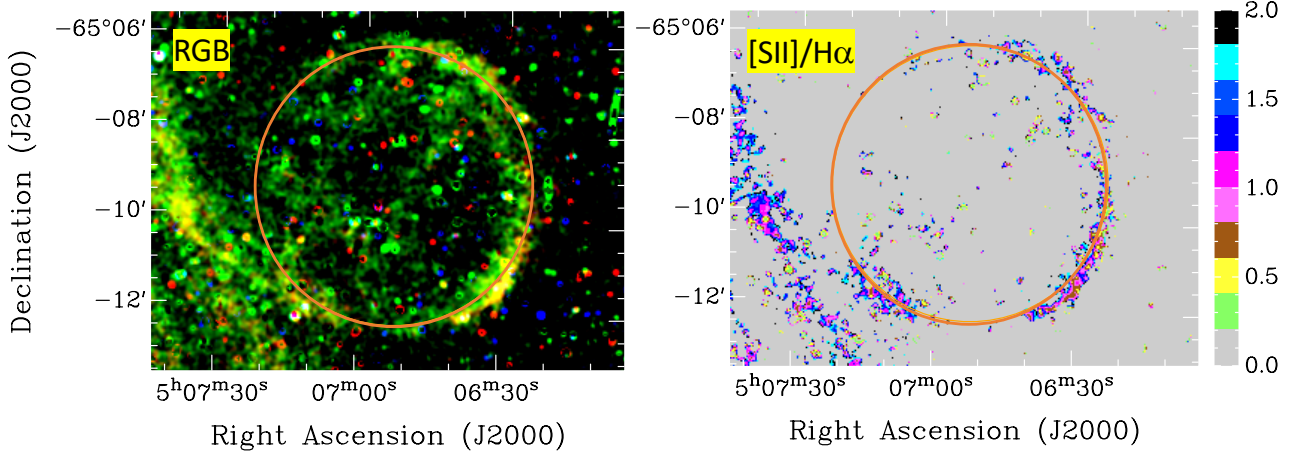 RGB
Declination (J2000)
−65°06′
−08′
−10′
−12′
5ʰ07ᵐ30ˢ
07ᵐ00ˢ
06ᵐ30ˢ
Right Ascension (J2000)
[SII]/Hα
−65°06′
−08′
−10′
−12′
5ʰ07ᵐ30ˢ
07ᵐ00ˢ
06ᵐ30ˢ
Right Ascension (J2000)
2.0
1.5
1.0
0.5
0.0